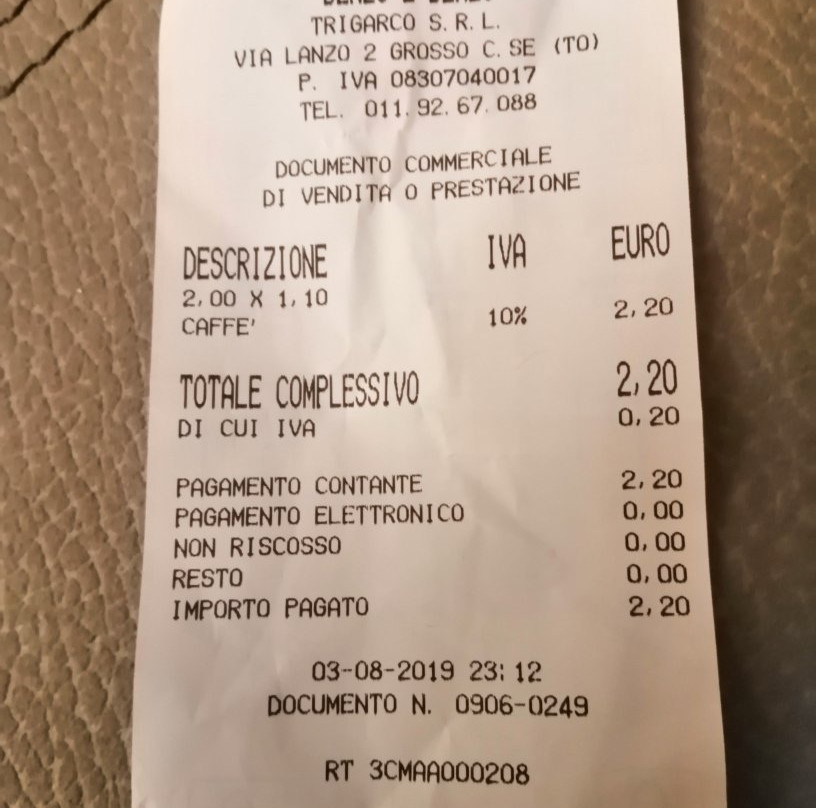 TRIGARCO S. R. L.
VIA LANZO 2 GROSSO C. SE (TO)
P. IVA 08307040017
TEL. 011. 92. 67. 088
DOCUMENTO COMMERCIALE
DI VENDITA O PRESTAZIONE
DESCRIZIONE IVA EURO
2,00 X 1,10
CAFFE' 10% 2,20
TOTALE COMPLESSIVO 2,20
DI CUI IVA 0,20
PAGAMENTO CONTANTE 2,20
PAGAMENTO ELETTRONICO 0,00
NON RISCOSSO 0,00
RESTO 0,00
IMPORTO PAGATO 2,20
03-08-2019 23:12
DOCUMENTO N. 0906-0249
RT 3CMAA000208